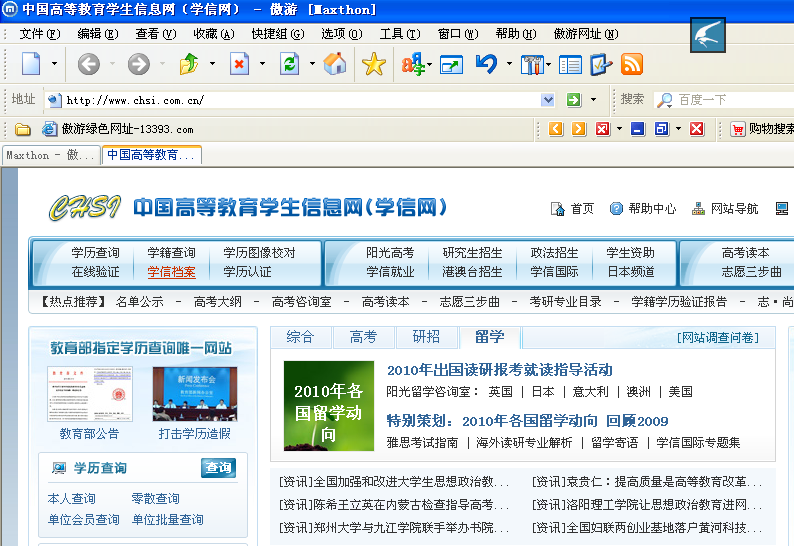 中国高等教育学生信息网（学信网） - 傲游 [Maxthon]
文件(F) 编辑(E) 查看(V) 收藏(A) 快捷组(G) 选项(O) 工具(T) 窗口(W) 帮助(H) 傲游网址(N)
地址 http://www.chsi.com.cn/ 搜索 百度一下
傲游绿色网址-13393.com 购物搜索
Maxthon - 傲... 中国高等教育...
CHSI 中国高等教育学生信息网(学信网) 首页 帮助中心 网站导航
学历查询 学籍查询 学历图像校对 阳光高考 研究生招生 政法招生 学生资助 高考读本
在线验证 学信档案 学历认证 学信就业 港澳台招生 学信国际 日本频道 志愿三步曲
【热点推荐】 名单公示 - 高考大纲 - 高考咨询室 - 高考读本 - 志愿三步曲 - 考研专业目录 - 学籍学历验证报告 - 志·尚
教育部指定学历查询唯一网站
新闻发布会
教育部公告 打击学历造假
学历查询 查询
本人查询 零散查询
单位会员查询 单位批量查询
综合 高考 研招 留学 [网站调查问卷]
2010年各国留学动向
2010年出国读研报考就读指导活动
阳光留学咨询室： 英国 | 日本 | 意大利 | 澳洲 | 美国
特别策划：2010年各国留学动向 回顾2009
雅思考试指南 | 海外读研专业解析 | 留学寄语 | 学信国际专题集
[资讯]全国加强和改进大学生思想政治教... [资讯]袁贵仁：提高质量是高等教育改革...
[资讯]陈希王立英在内蒙古检查指导高考... [资讯]洛阳理工学院让思想政治教育进网...
[资讯]郑州大学与九江学院联手举办书院... [资讯]全国妇联两创业基地落户黄河科技...